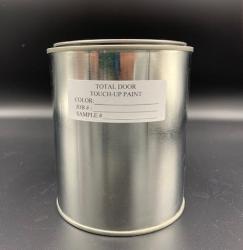 TOTAL DOOR
TOUCH-UP PAINT
COLOR:
JOB #:
SAMPLE #